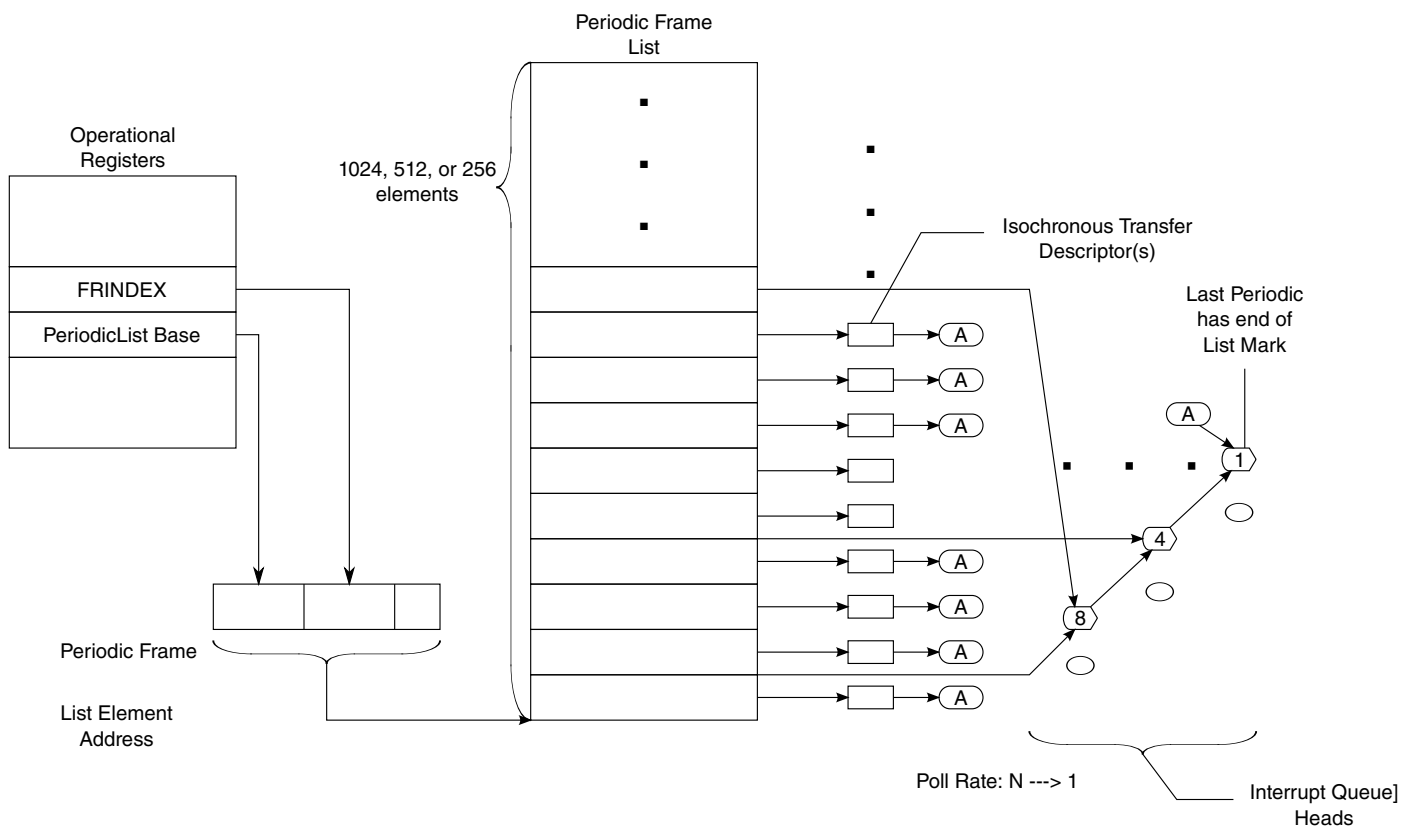 Periodic Frame
List
Operational
Registers
1024, 512, or 256
elements
Isochronous Transfer
Descriptor(s)
FRINDEX
Last Periodic
has end of
List Mark
PeriodicList Base
A
A
A
A
1
4
A
A
8
A
Periodic Frame
A
List Element
Address
Poll Rate: N ---> 1
Interrupt Queue]
Heads